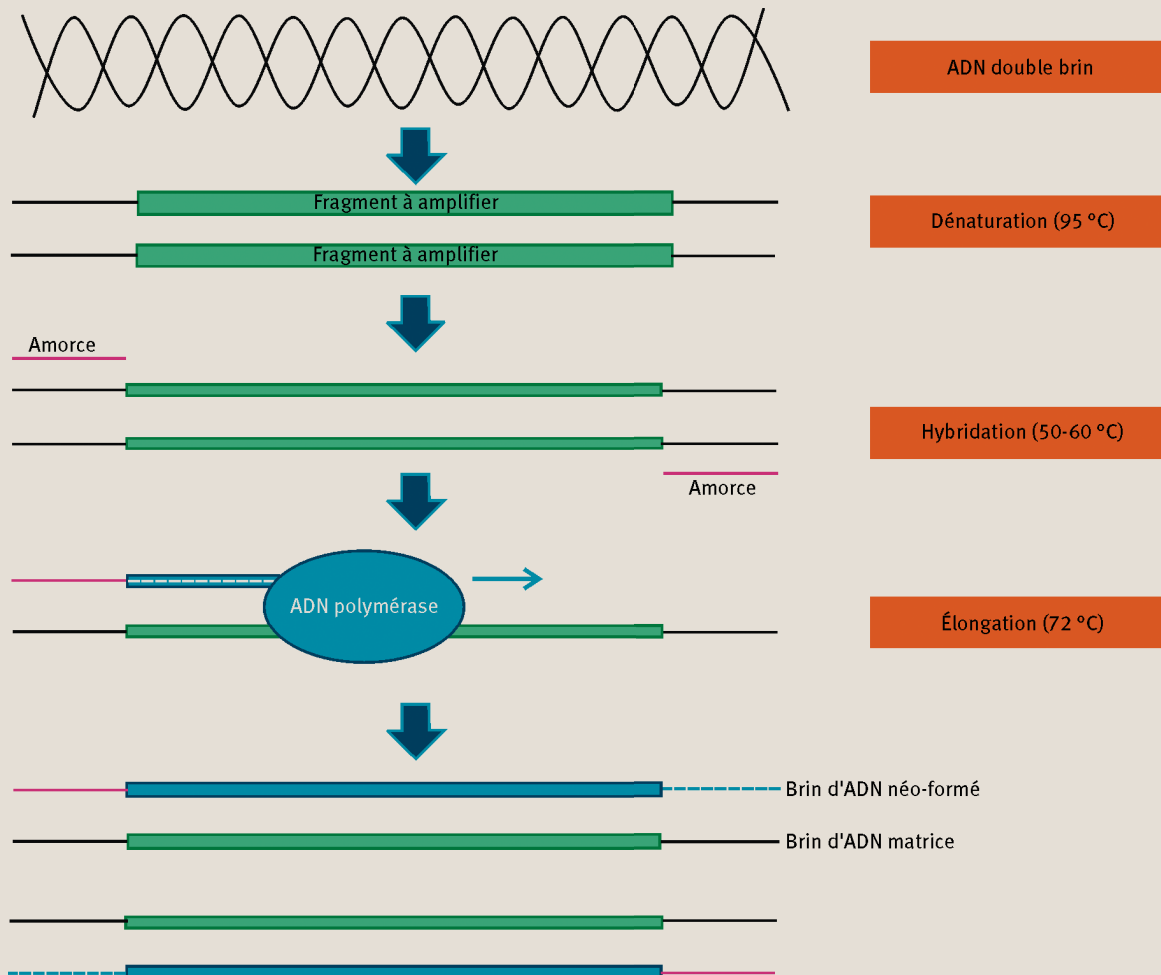 ADN double brin
Fragment à amplifier
Dénaturation (95 °C)
Fragment à amplifier
Amorce
Hybridation (50-60 °C)
Amorce
ADN polymérase
Élongation (72 °C)
Brin d'ADN néo-formé
Brin d'ADN matrice